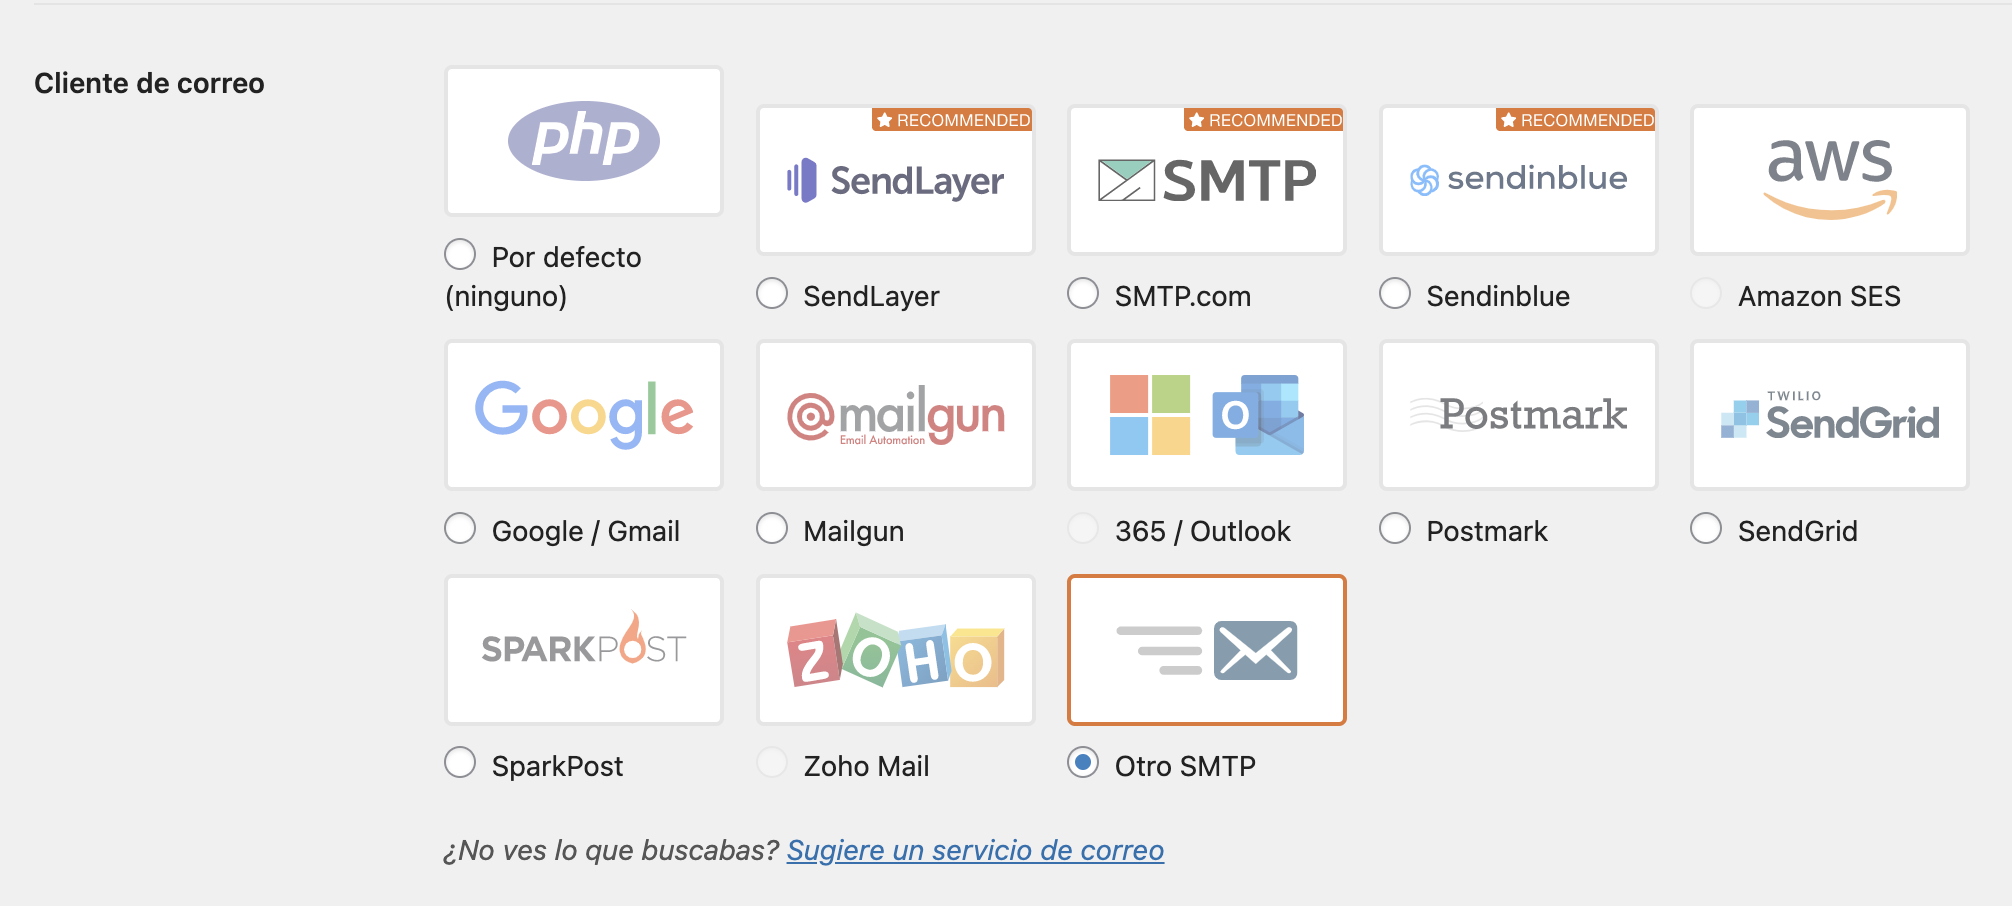 Cliente de correo
php
RECOMMENDED
SendLayer
RECOMMENDED
SMTP
RECOMMENDED
sendinblue
aws
Por defecto
(ninguno)
SendLayer
SMTP.com
Sendinblue
Amazon SES
Google
@mailgun
Email Automation
O
Postmark
TWILIO
SendGrid
Google / Gmail
Mailgun
365 / Outlook
Postmark
SendGrid
SPARKPOST
ZOHO
SparkPost
Zoho Mail
Otro SMTP
¿No ves lo que buscabas? Sugiere un servicio de correo